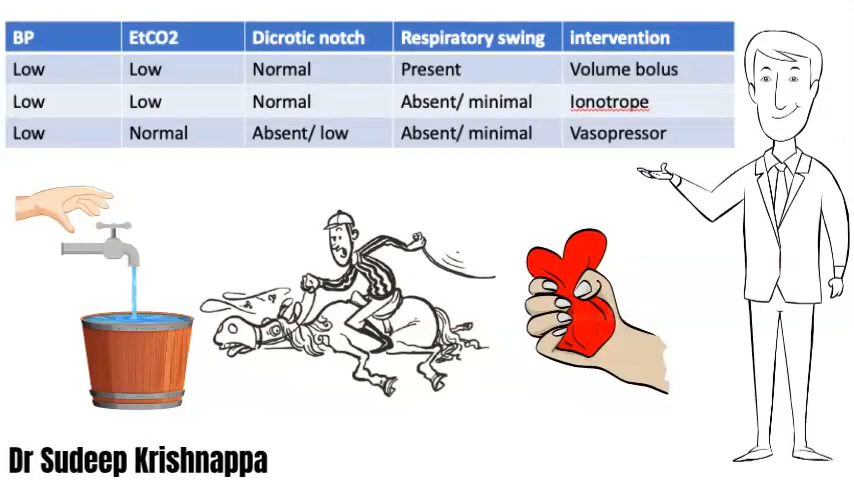 BP EtCO2 Dicrotic notch Respiratory swing intervention
Low Low Normal Present Volume bolus
Low Low Normal Absent/ minimal Ionotrope
Low Normal Absent/ low Absent/ minimal Vasopressor
Dr Sudeep Krishnappa